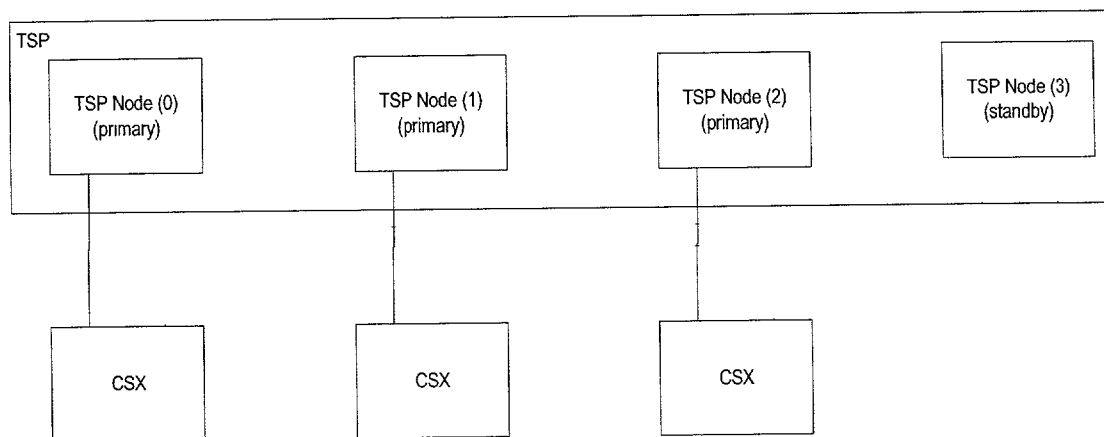 TSP
TSP Node (0)
(primary)
TSP Node (1)
(primary)
TSP Node (2)
(primary)
TSP Node (3)
(standby)
CSX
CSX
CSX